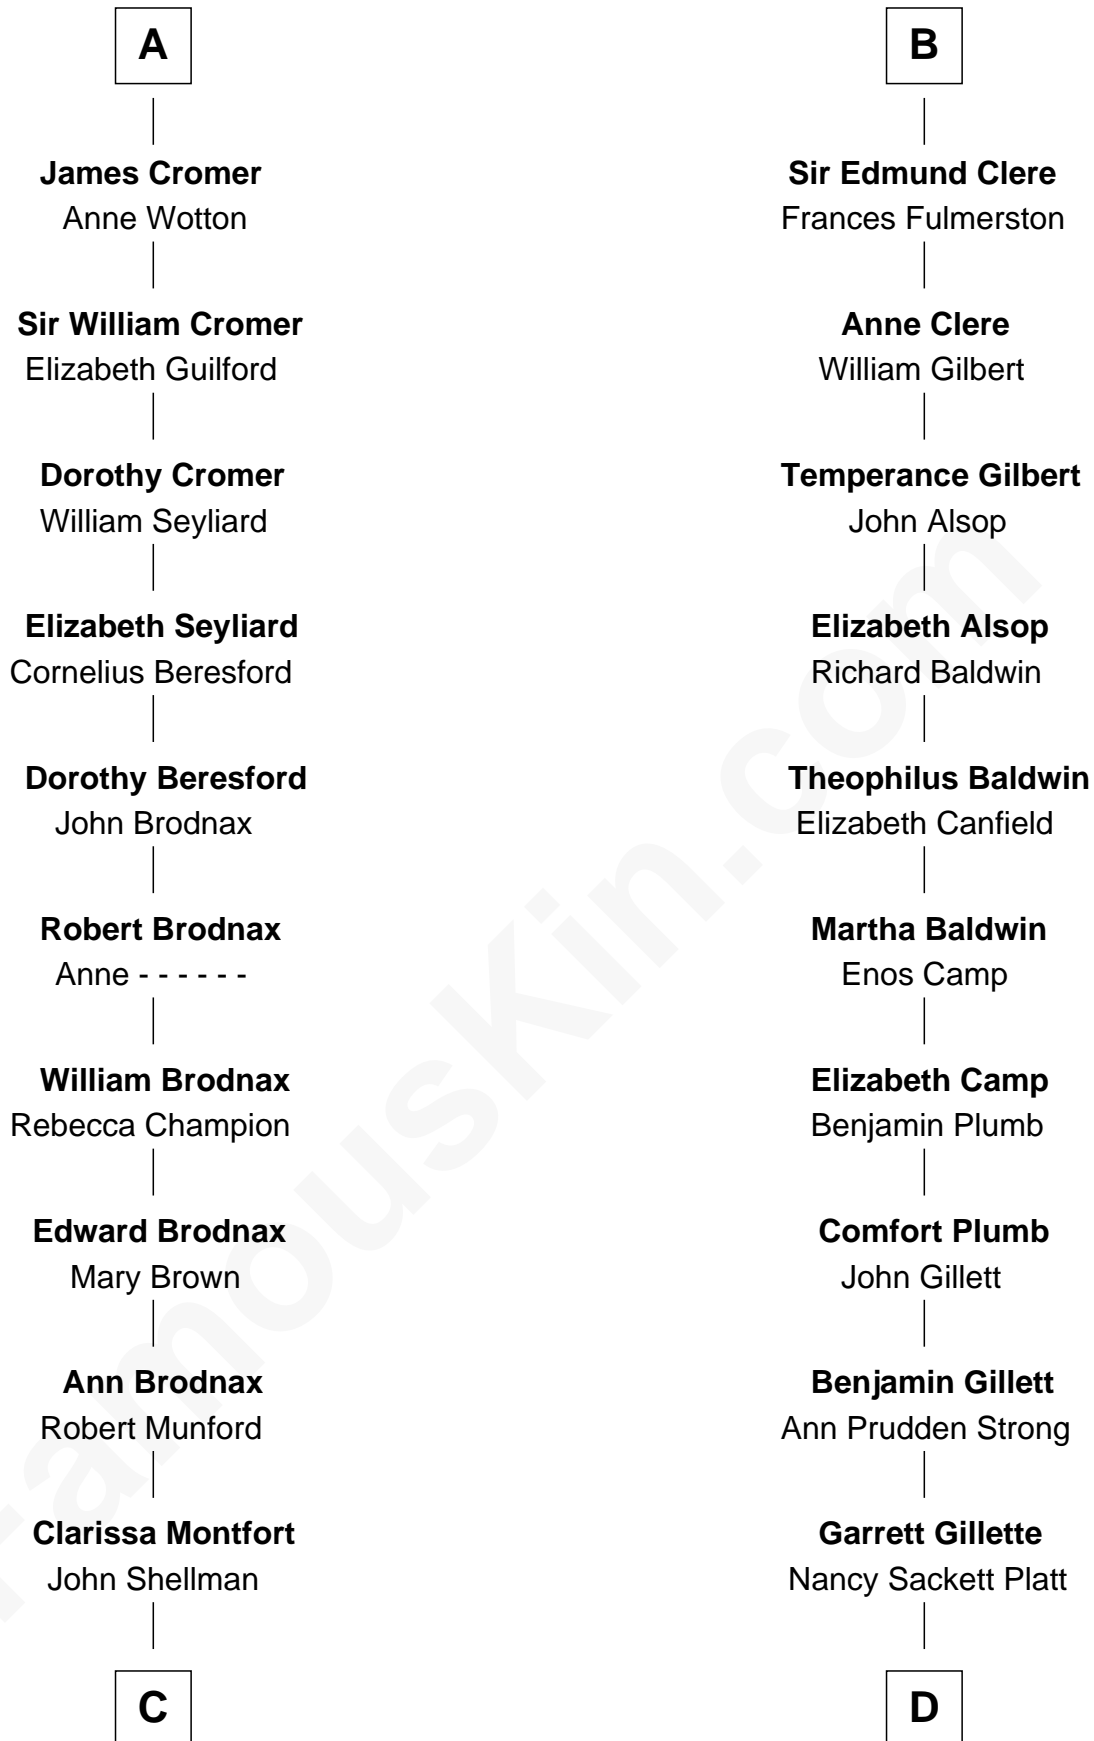 A
James Cromer
Anne Wotton
Sir William Cromer
Elizabeth Guilford
Dorothy Cromer
William Seyliard
Elizabeth Seyliard
Cornelius Beresford
Dorothy Beresford
John Brodnax
Robert Brodnax
Anne - - - - - -
William Brodnax
Rebecca Champion
Edward Brodnax
Mary Brown
Ann Brodnax
Robert Munford
Clarissa Montfort
John Shellman
C
B
Sir Edmund Clere
Frances Fulmerston
Anne Clere
William Gilbert
Temperance Gilbert
John Alsop
Elizabeth Alsop
Richard Baldwin
Theophilus Baldwin
Elizabeth Canfield
Martha Baldwin
Enos Camp
Elizabeth Camp
Benjamin Plumb
Comfort Plumb
John Gillett
Benjamin Gillett
Ann Prudden Strong
Garrett Gillette
Nancy Sackett Platt
D
FamousKin.com